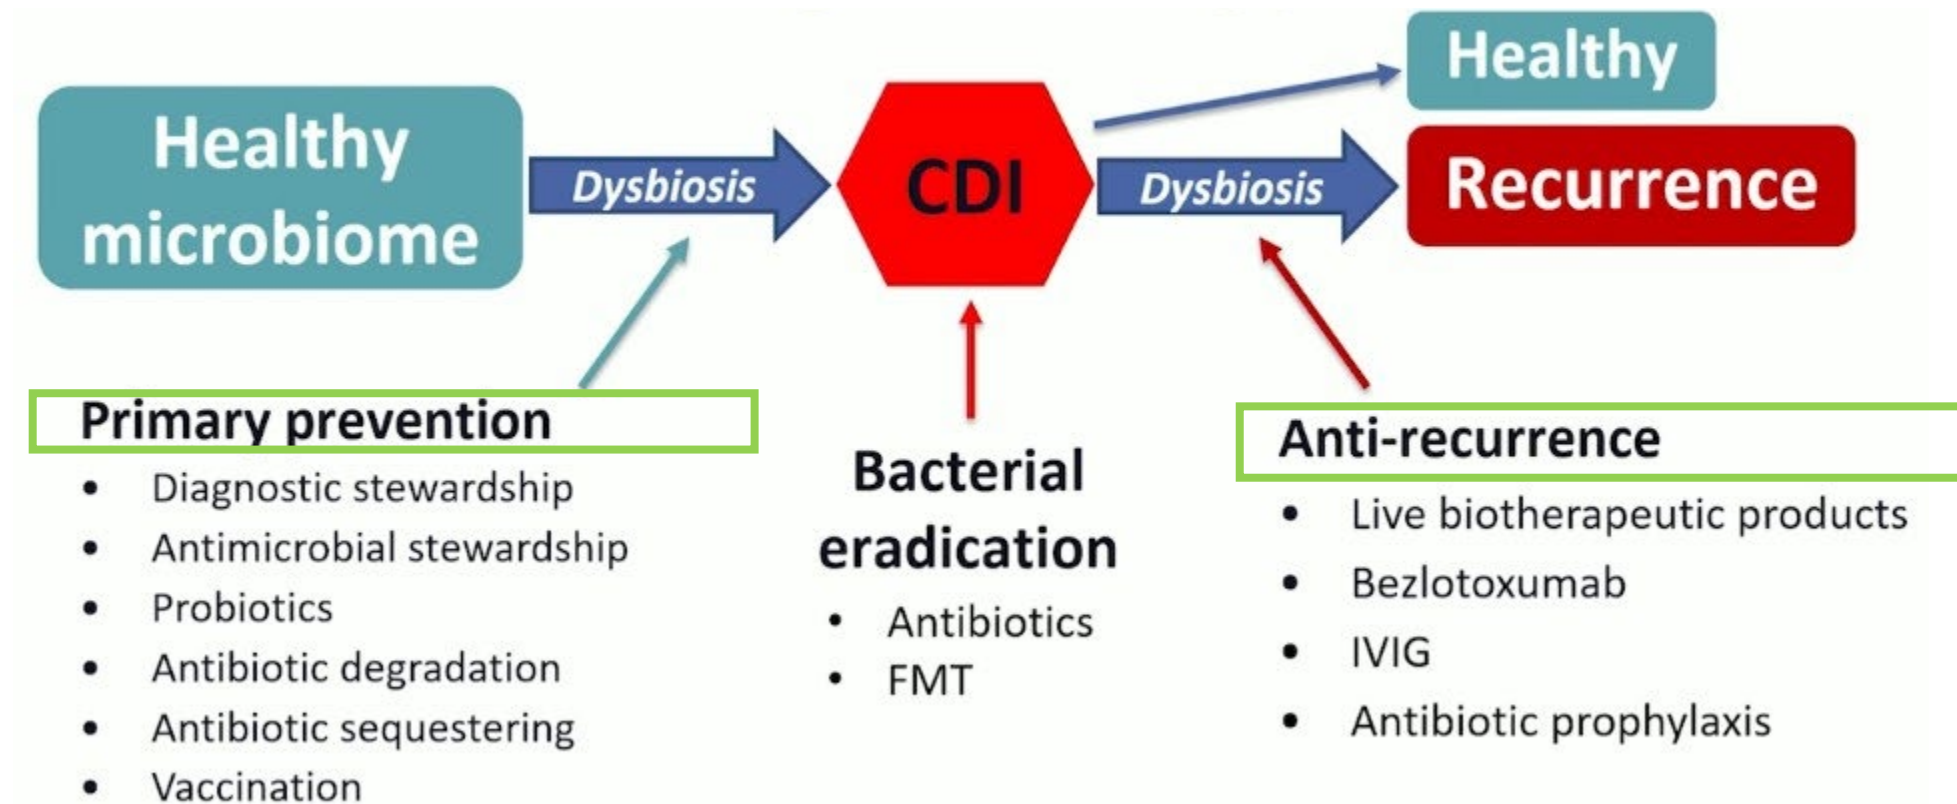 Healthy
microbiome
Dysbiosis
CDI
Dysbiosis
Healthy
Recurrence
Primary prevention
• Diagnostic stewardship
• Antimicrobial stewardship
• Probiotics
• Antibiotic degradation
• Antibiotic sequestering
• Vaccination
Bacterial
eradication
• Antibiotics
• FMT
Anti-recurrence
• Live biotherapeutic products
• Bezlotoxumab
• IVIG
• Antibiotic prophylaxis